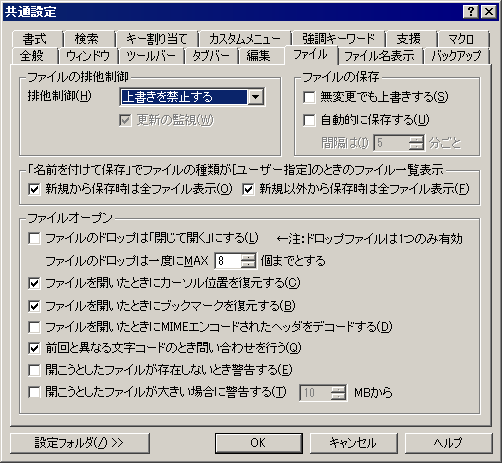 共通設定
書式 検索 キー割り当て カスタムメニュー 強調キーワード 支援 マクロ
全般 ウィンドウ ツールバー タブバー 編集 ファイル ファイル名表示 バックアップ
ファイルの排他制御
排他制御(H) 上書きを禁止する
更新の監視(W)
ファイルの保存
無変更でも上書きする(S)
自動的に保存する(U)
間隔は(I) 5 分ごと
「名前を付けて保存」でファイルの種類が[ユーザー指定]のときのファイル一覧表示
新規から保存時は全ファイル表示(O) 新規以外から保存時は全ファイル表示(F)
ファイルオープン
ファイルのドロップは「閉じて開く」にする(L) ←注:ドロップファイルは1つのみ有効
ファイルのドロップは一度にMAX 8 個までとする
ファイルを開いたときにカーソル位置を復元する(C)
ファイルを開いたときにブックマークを復元する(B)
ファイルを開いたときにMIMEエンコードされたヘッダをデコードする(D)
前回と異なる文字コードのとき問い合わせを行う(Q)
開こうとしたファイルが存在しないとき警告する(E)
開こうとしたファイルが大きい場合に警告する(T) 10 MBから
設定フォルダ(/) >> OK キャンセル ヘルプ